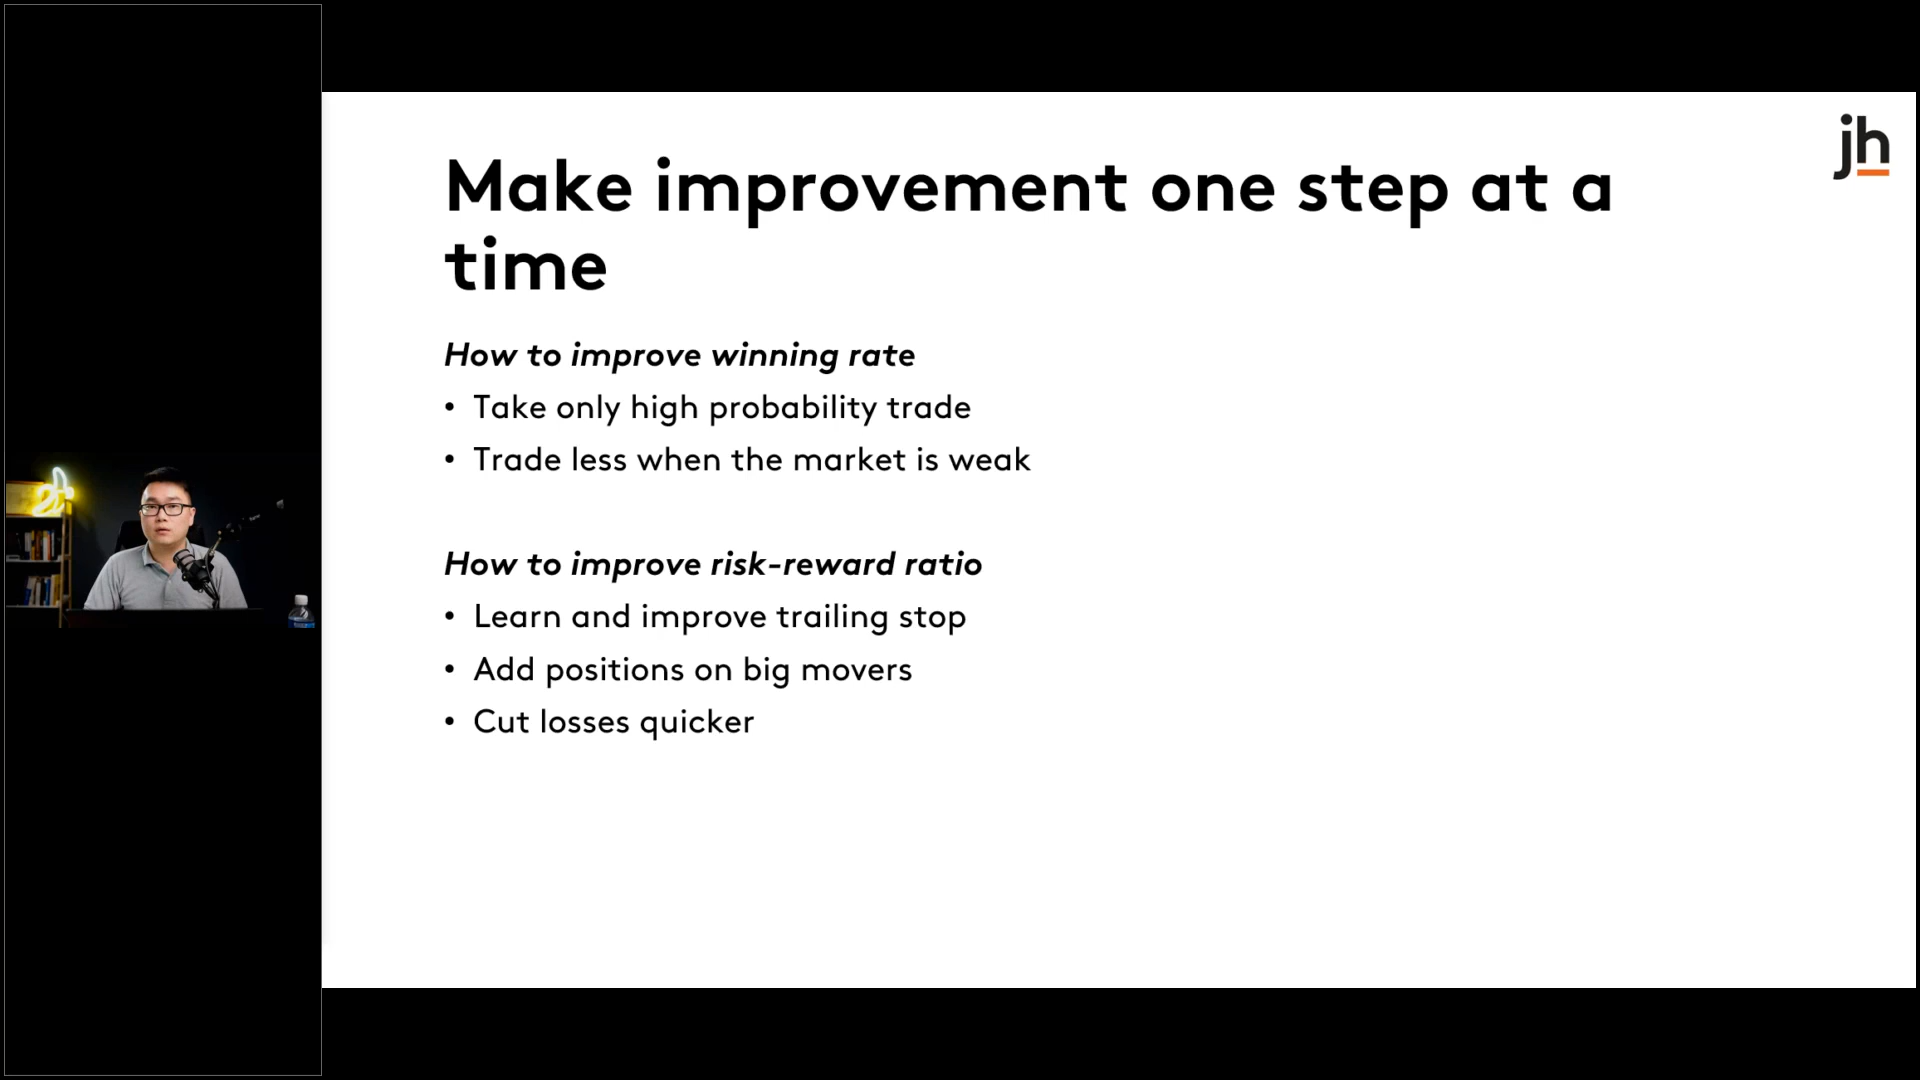 jh
Make improvement one step at a
time
How to improve winning rate
• Take only high probability trade
• Trade less when the market is weak
How to improve risk-reward ratio
• Learn and improve trailing stop
• Add positions on big movers
• Cut losses quicker